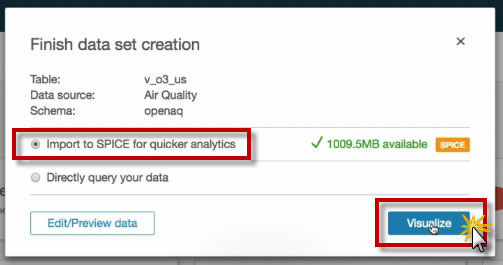 Finish data set creation
Table: v_o3_us
Data source: Air Quality
Schema: openaq
Import to SPICE for quicker analytics 1009.5MB available SPICE
Directly query your data
Edit/Preview data Visualize